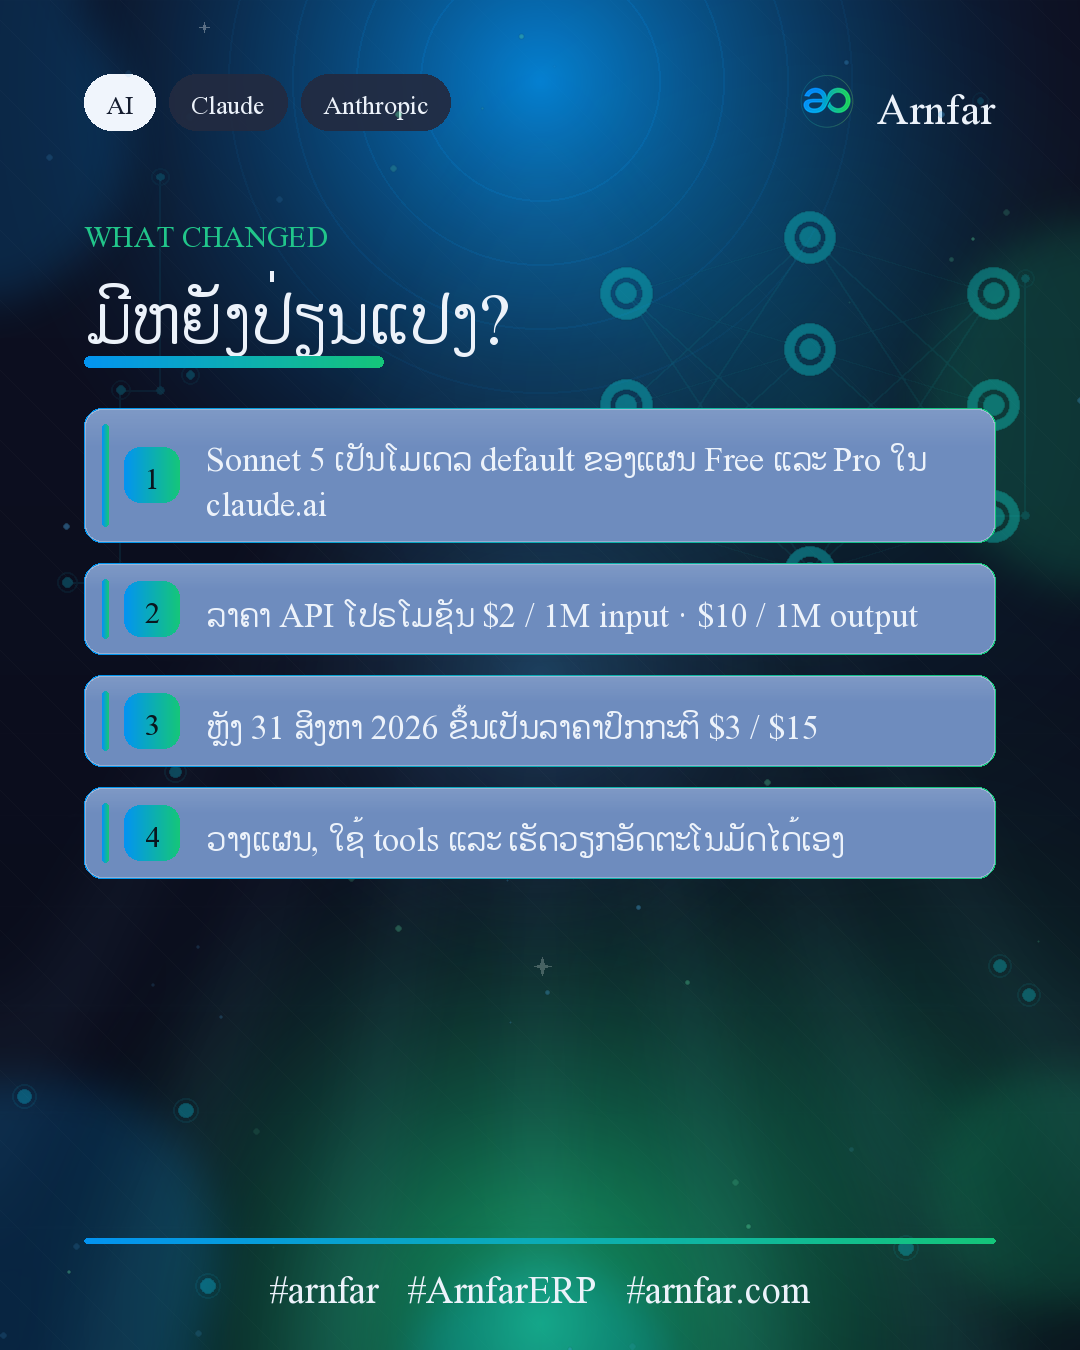 AI
Claude
Anthropic
Arnfar
WHAT CHANGED
ມີຫຍັງປ່ຽນແປງ?
1
Sonnet 5 ເປັນໂມເດລ default ຂອງແຜນ Free ແລະ Pro ໃນ
claude.ai
2
ລາຄາ API ໂປຣໂມຊັນ $2 / 1M input · $10 / 1M output
3
ຫຼັງ 31 ສິງຫາ 2026 ຂຶ້ນເປັນລາຄາປົກກະຕິ $3 / $15
4
ວາງແຜນ, ໃຊ້ tools ແລະ ເຮັດວຽກອັດຕະໂນມັດໄດ້ເອງ
#arnfar #ArnfarERP #arnfar.com